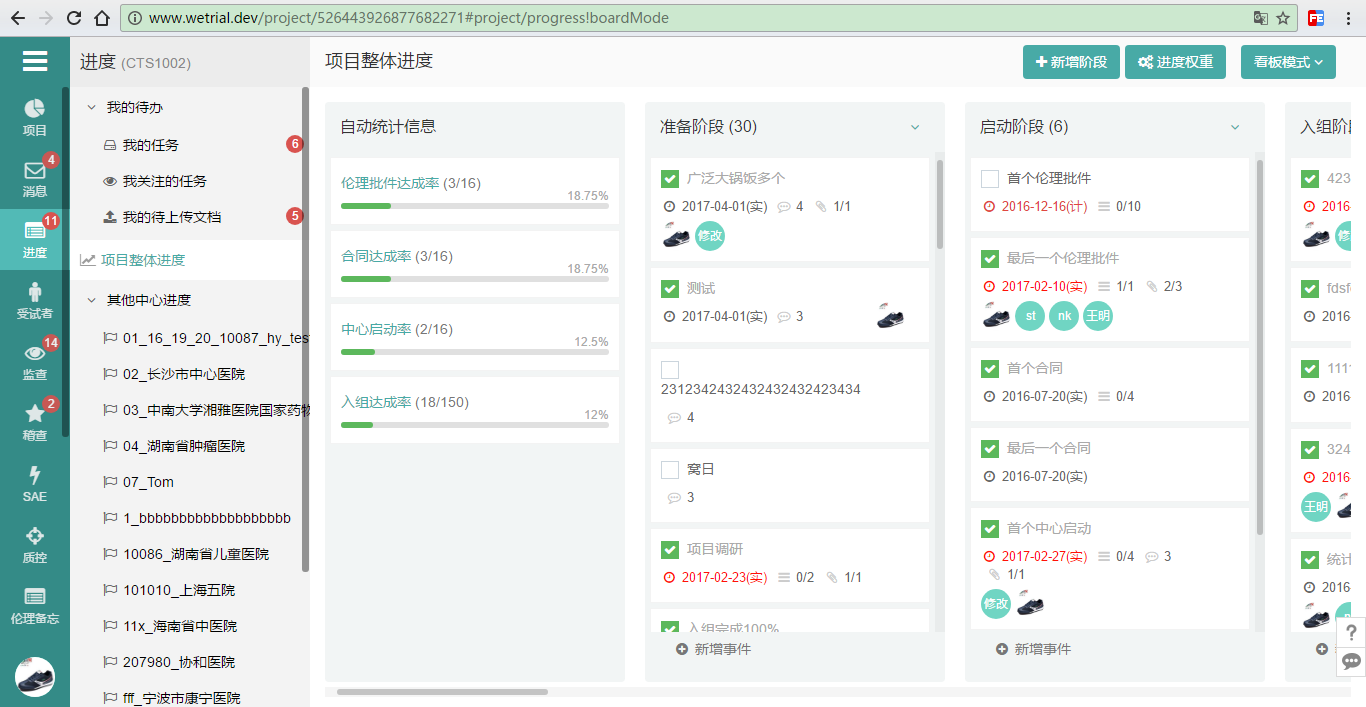 www.wetrial.dev/project/526443926877682271#project/progress!boardMode
进度 (CTS1002)
项目整体进度
新增阶段
进度权重
看板模式
项目
消息
4
进度
11
受试者
监查
14
稽查
2
SAE
质控
伦理备忘
我的待办
我的任务
6
我关注的任务
我的待上传文档
5
项目整体进度
其他中心进度
01_16_19_20_10087_hy_tes
02_长沙市中心医院
03_中南大学湘雅医院国家药物
04_湖南省肿瘤医院
07_Tom
1_bbbbbbbbbbbbbbbbbbb
10086_湖南省儿童医院
101010_上海五院
11x_海南省中医院
207980_协和医院
fff_宁波市康宁医院
自动统计信息
伦理批件达成率 (3/16)
18.75%
合同达成率 (3/16)
18.75%
中心启动率 (2/16)
12.5%
入组达成率 (18/150)
12%
准备阶段 (30)
广泛大锅饭多个
2017-04-01(实) 4 1/1
修改
测试
2017-04-01(实) 3
2312342432432432432423434
4
窝日
3
项目调研
2017-02-23(实) 0/2 1/1
入组完成100%
新增事件
启动阶段 (6)
首个伦理批件
2016-12-16(计) 0/10
最后一个伦理批件
2017-02-10(实) 1/1 2/3
st nk 王明
首个合同
2016-07-20(实) 0/4
最后一个合同
2016-07-20(实)
首个中心启动
2017-02-27(实) 0/4 3
1/1
修改
新增事件
入组阶
423
2016
fdsf
2016
1111
2016
324
2016
王明
统计
2016
?